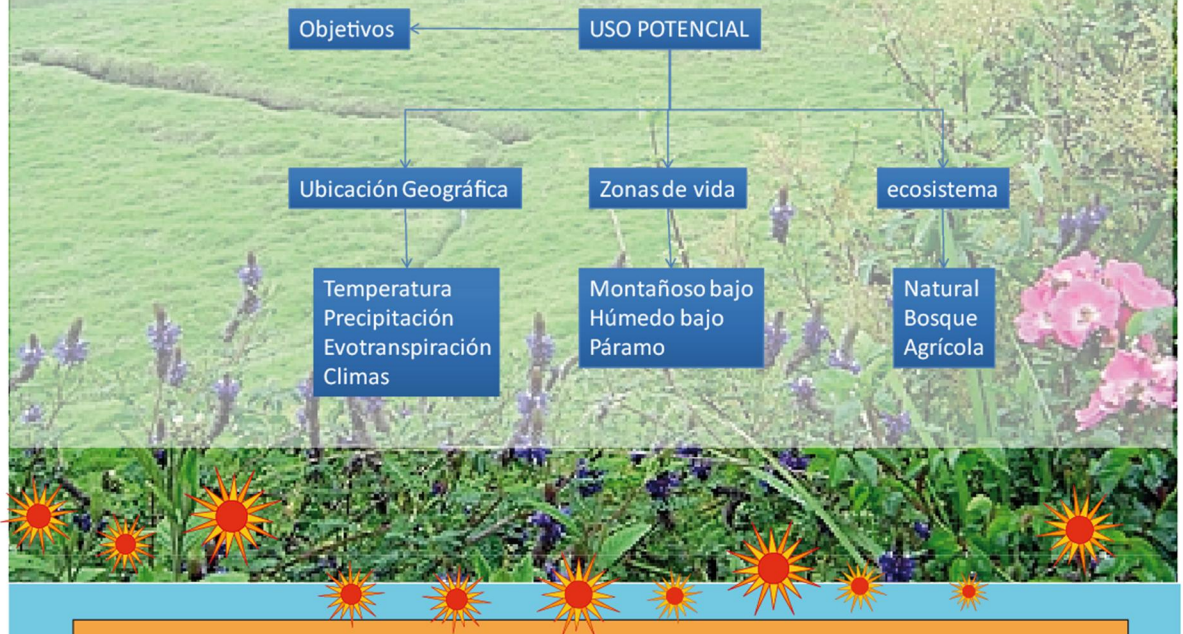 Objetivos
USO POTENCIAL
Ubicación Geográfica
Zonas de vida
ecosistema
Temperatura
Precipitación
Evotranspiración
Climas
Montañoso bajo
Húmedo bajo
Páramo
Natural
Bosque
Agrícola